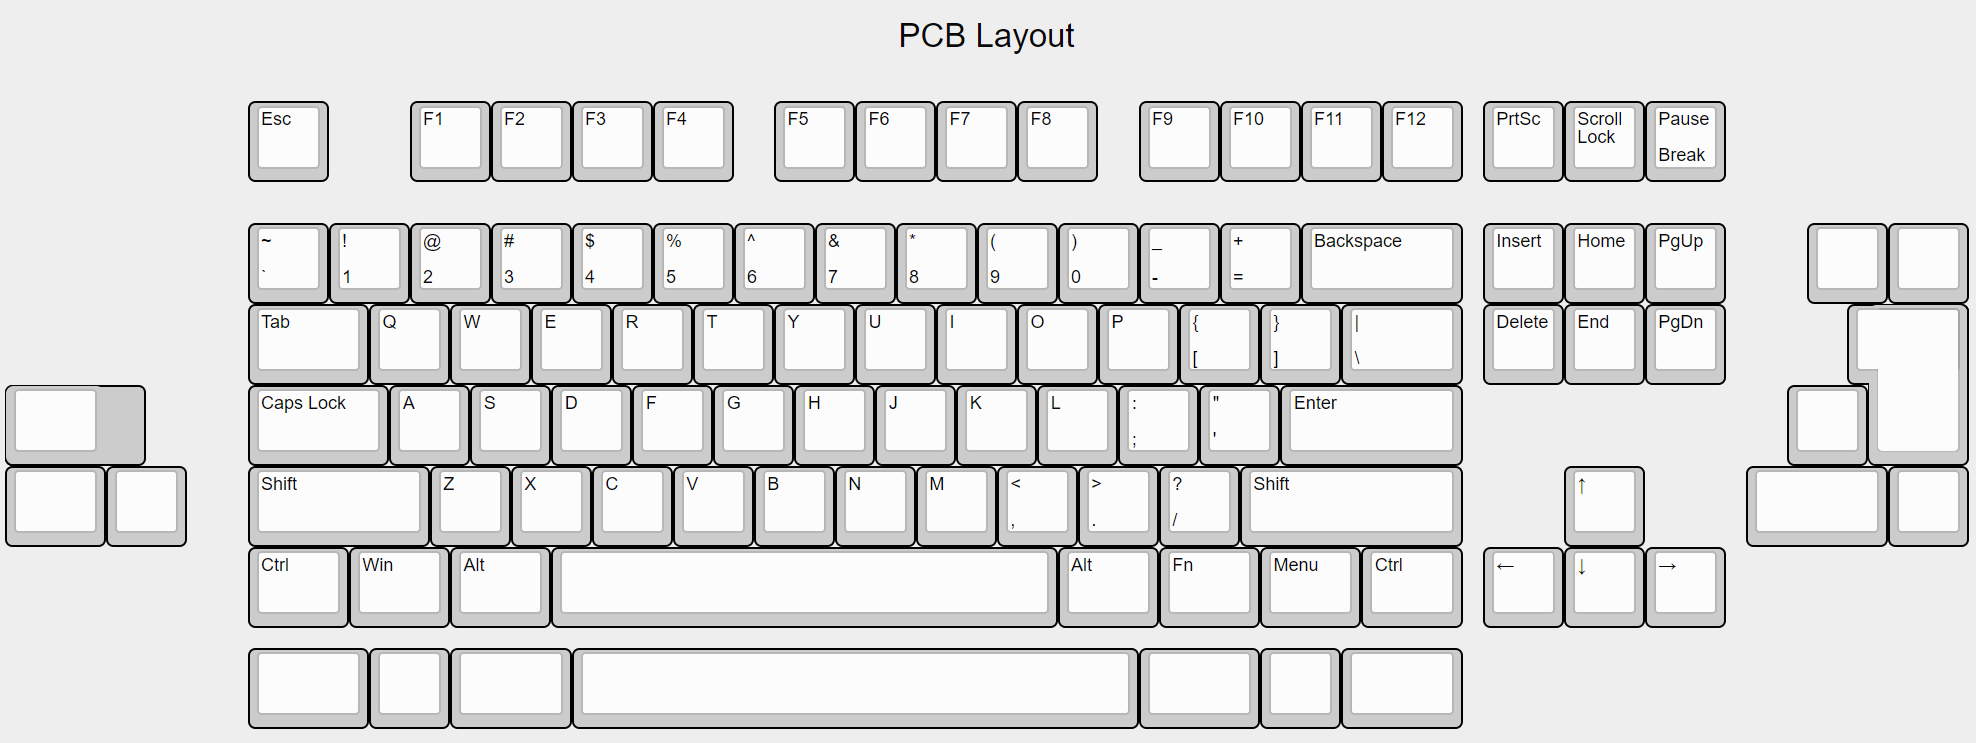 PCB Layout
Esc F1 F2 F3 F4 F5 F6 F7 F8 F9 F10 F11 F12 PrtSc Scroll Pause
Lock
Break
~ ! @ # $ % ^ & * ( ) _ + Backspace Insert Home PgUp
` 1 2 3 4 5 6 7 8 9 0 - =
Tab Q W E R T Y U I O P { } | Delete End PgDn
[ ] \
Caps Lock A S D F G H J K L : " Enter
; '
Shift Z X C V B N M < > ? Shift ↑
, . /
Ctrl Win Alt Alt Fn Menu Ctrl ← ↓ →